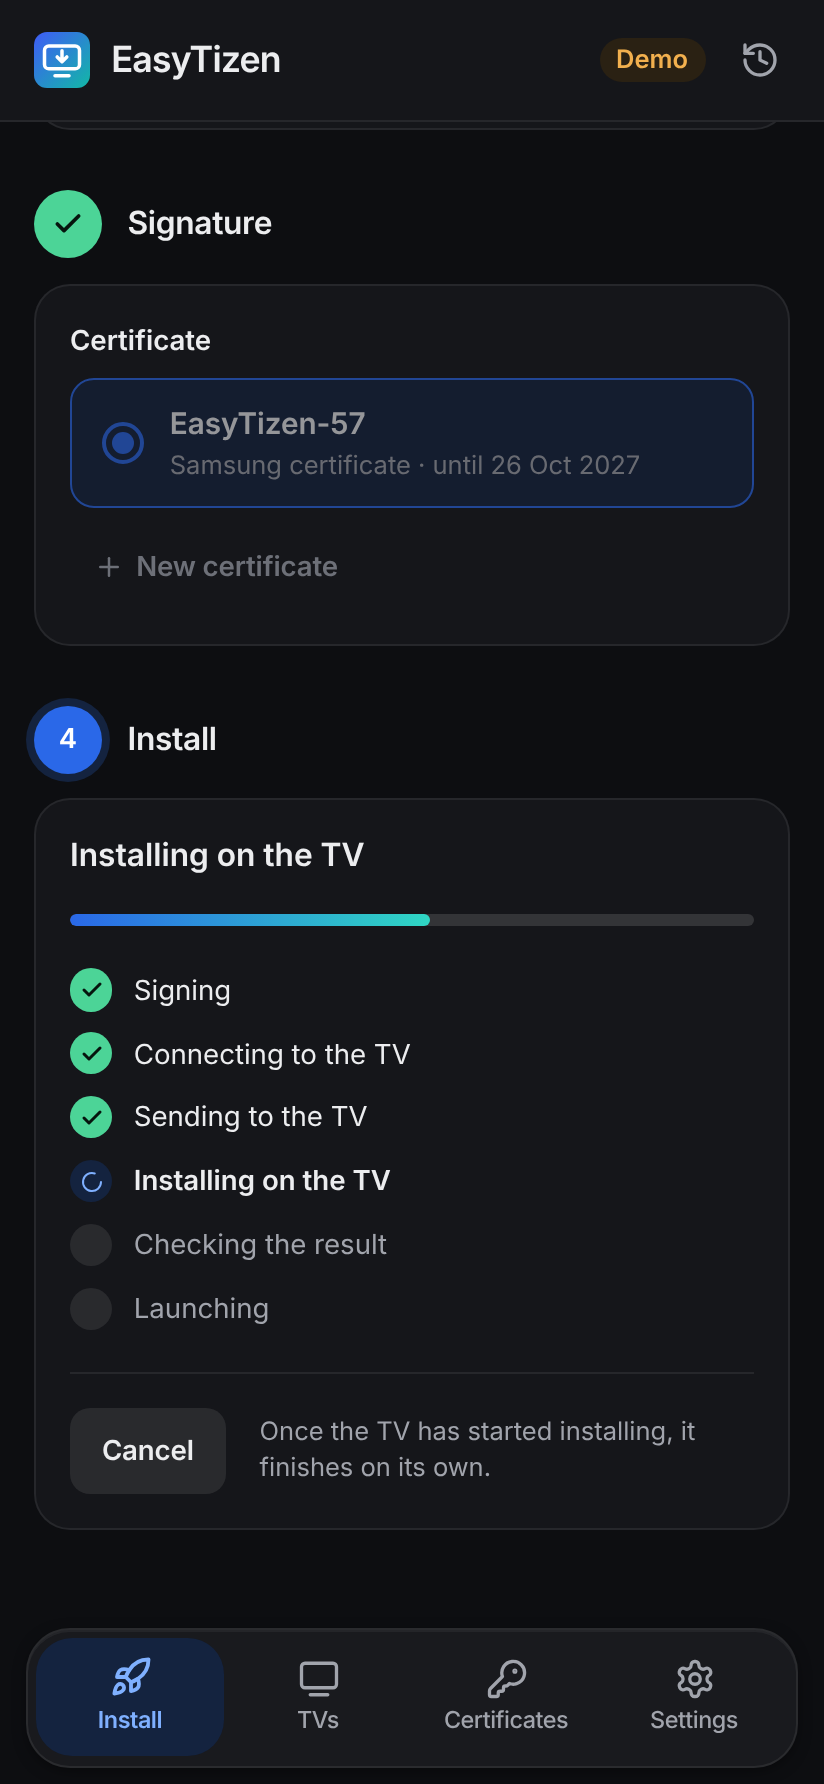 EasyTizen
Demo
Signature
Certificate
EasyTizen-57
Samsung certificate · until 26 Oct 2027
New certificate
4
Install
Installing on the TV
Signing
Connecting to the TV
Sending to the TV
Installing on the TV
Checking the result
Launching
Cancel
Once the TV has started installing, it
finishes on its own.
Install
TVs
Certificates
Settings